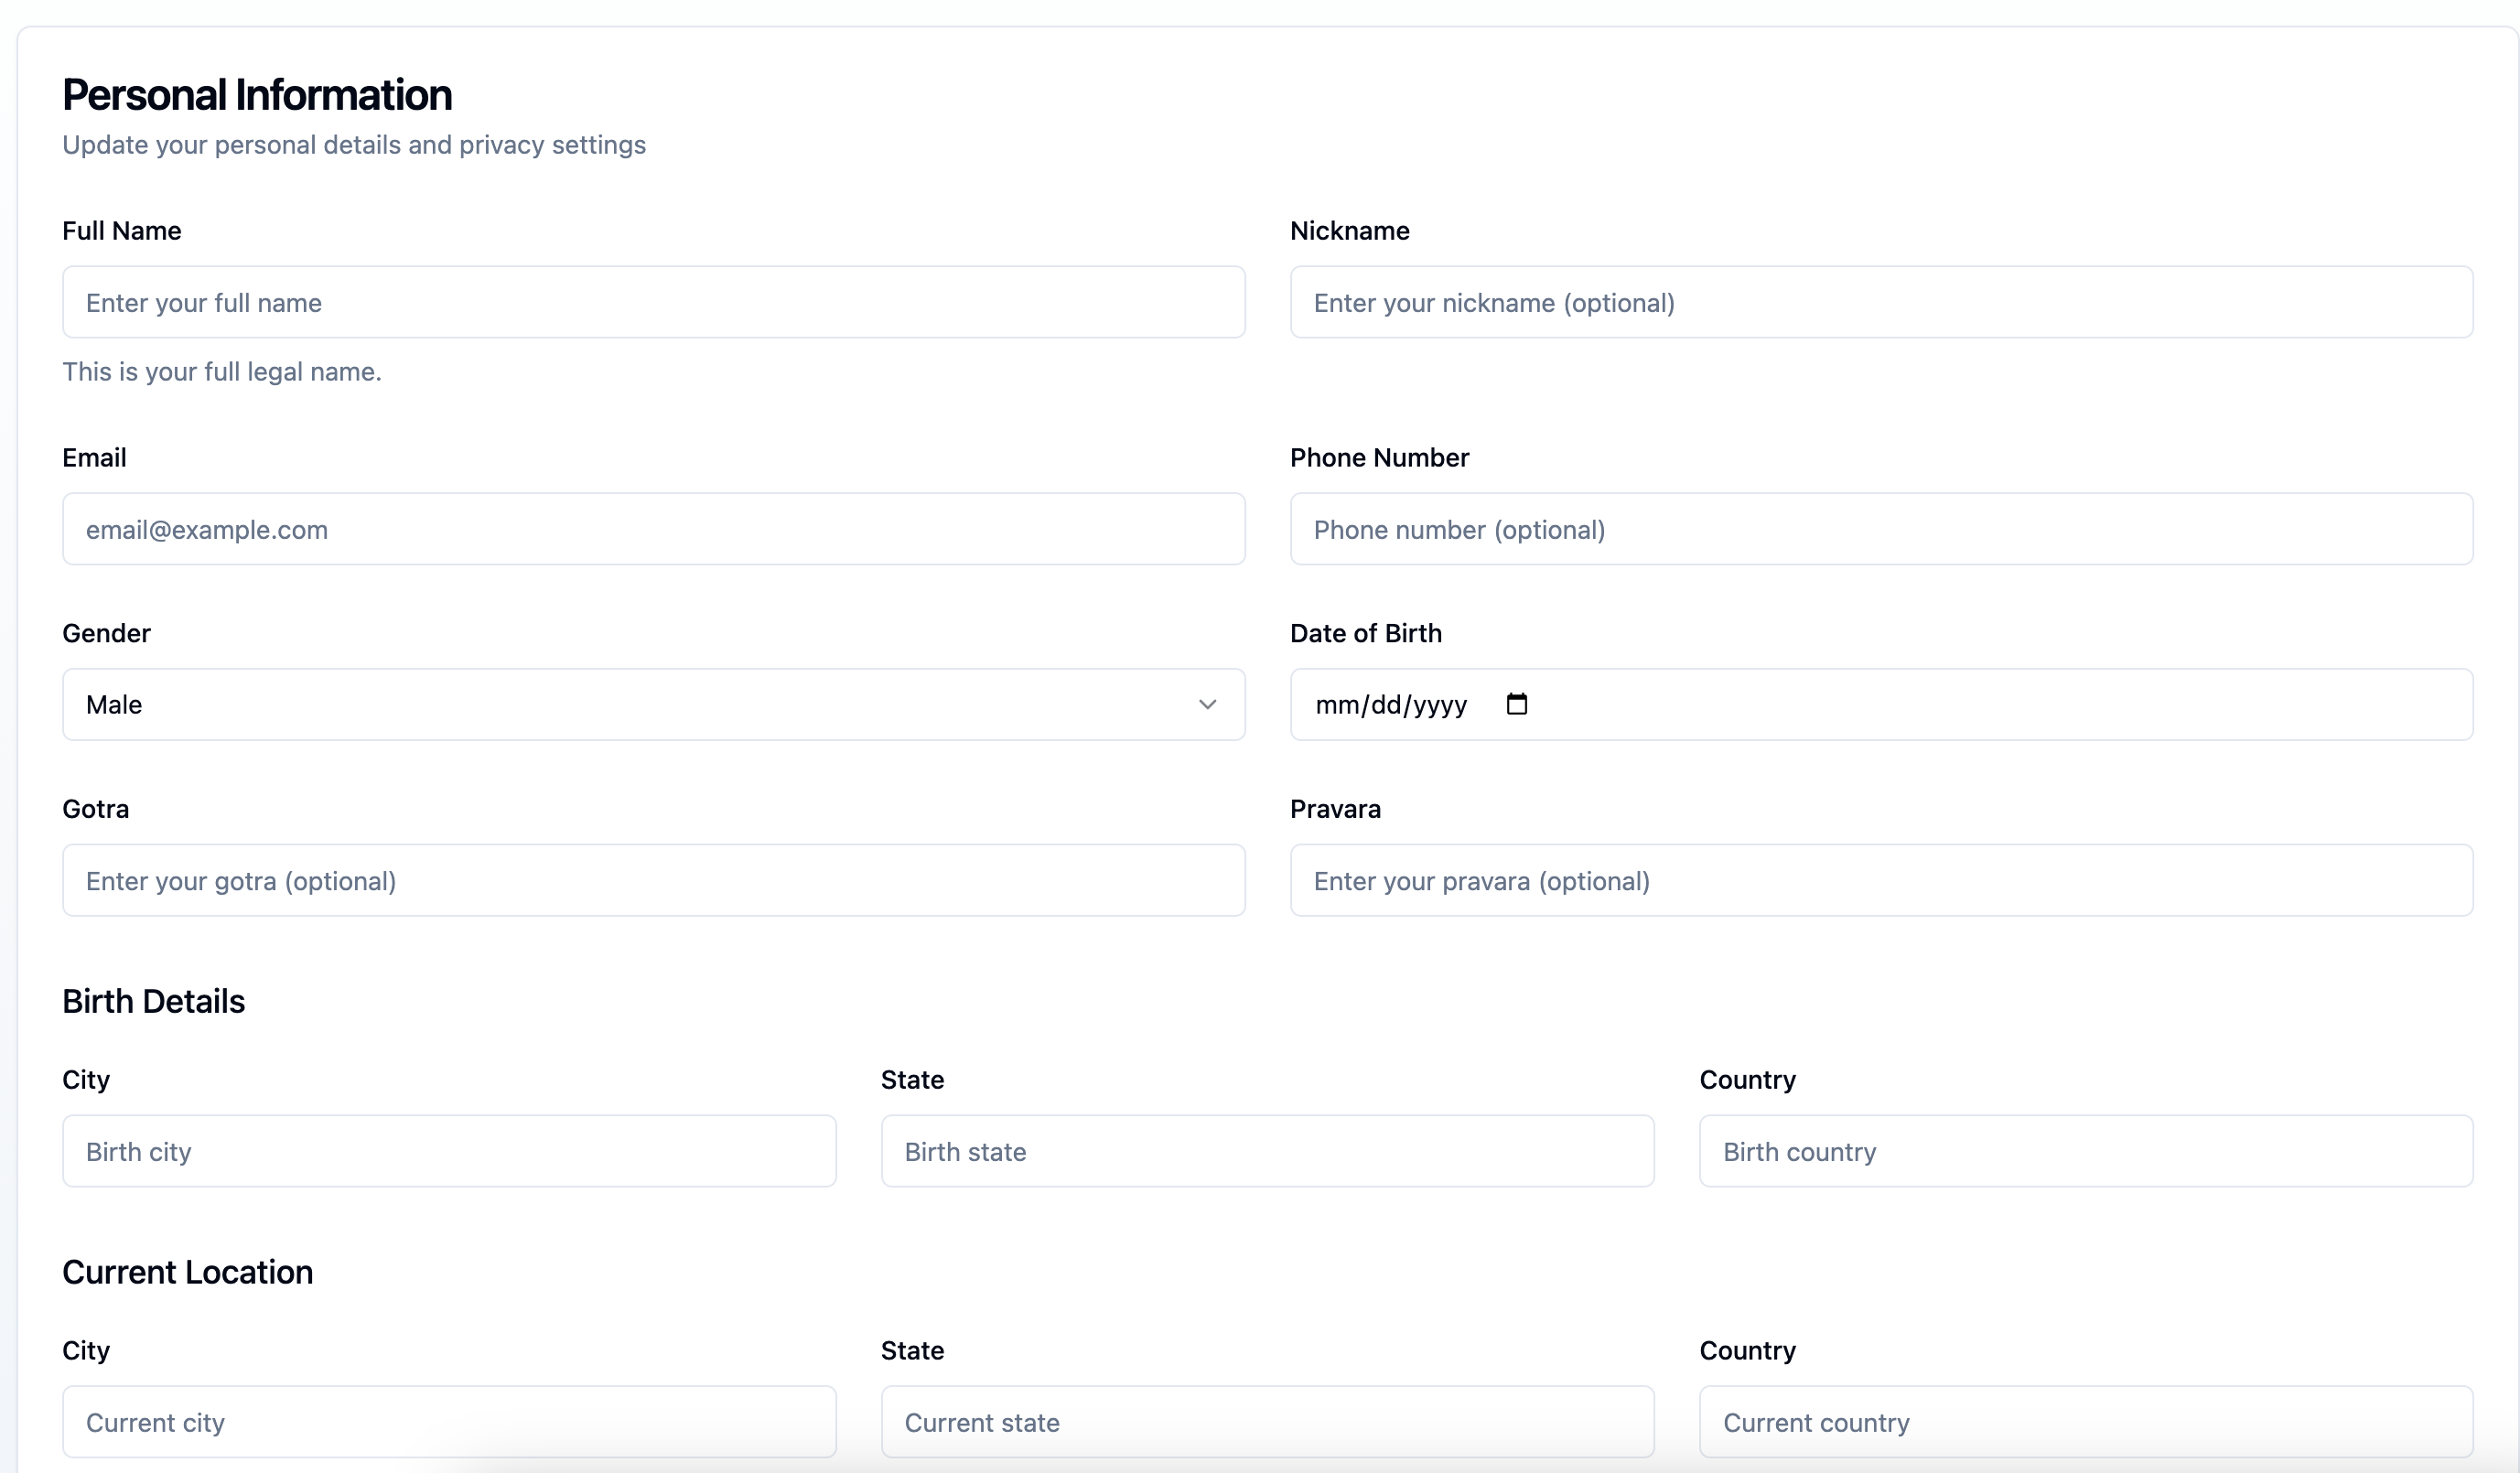 Personal Information
Update your personal details and privacy settings
Full Name
Enter your full name
This is your full legal name.
Nickname
Enter your nickname (optional)
Email
email@example.com
Phone Number
Phone number (optional)
Gender
Male
Date of Birth
mm/dd/yyyy
Gotra
Enter your gotra (optional)
Pravara
Enter your pravara (optional)
Birth Details
City
Birth city
State
Birth state
Country
Birth country
Current Location
City
Current city
State
Current state
Country
Current country